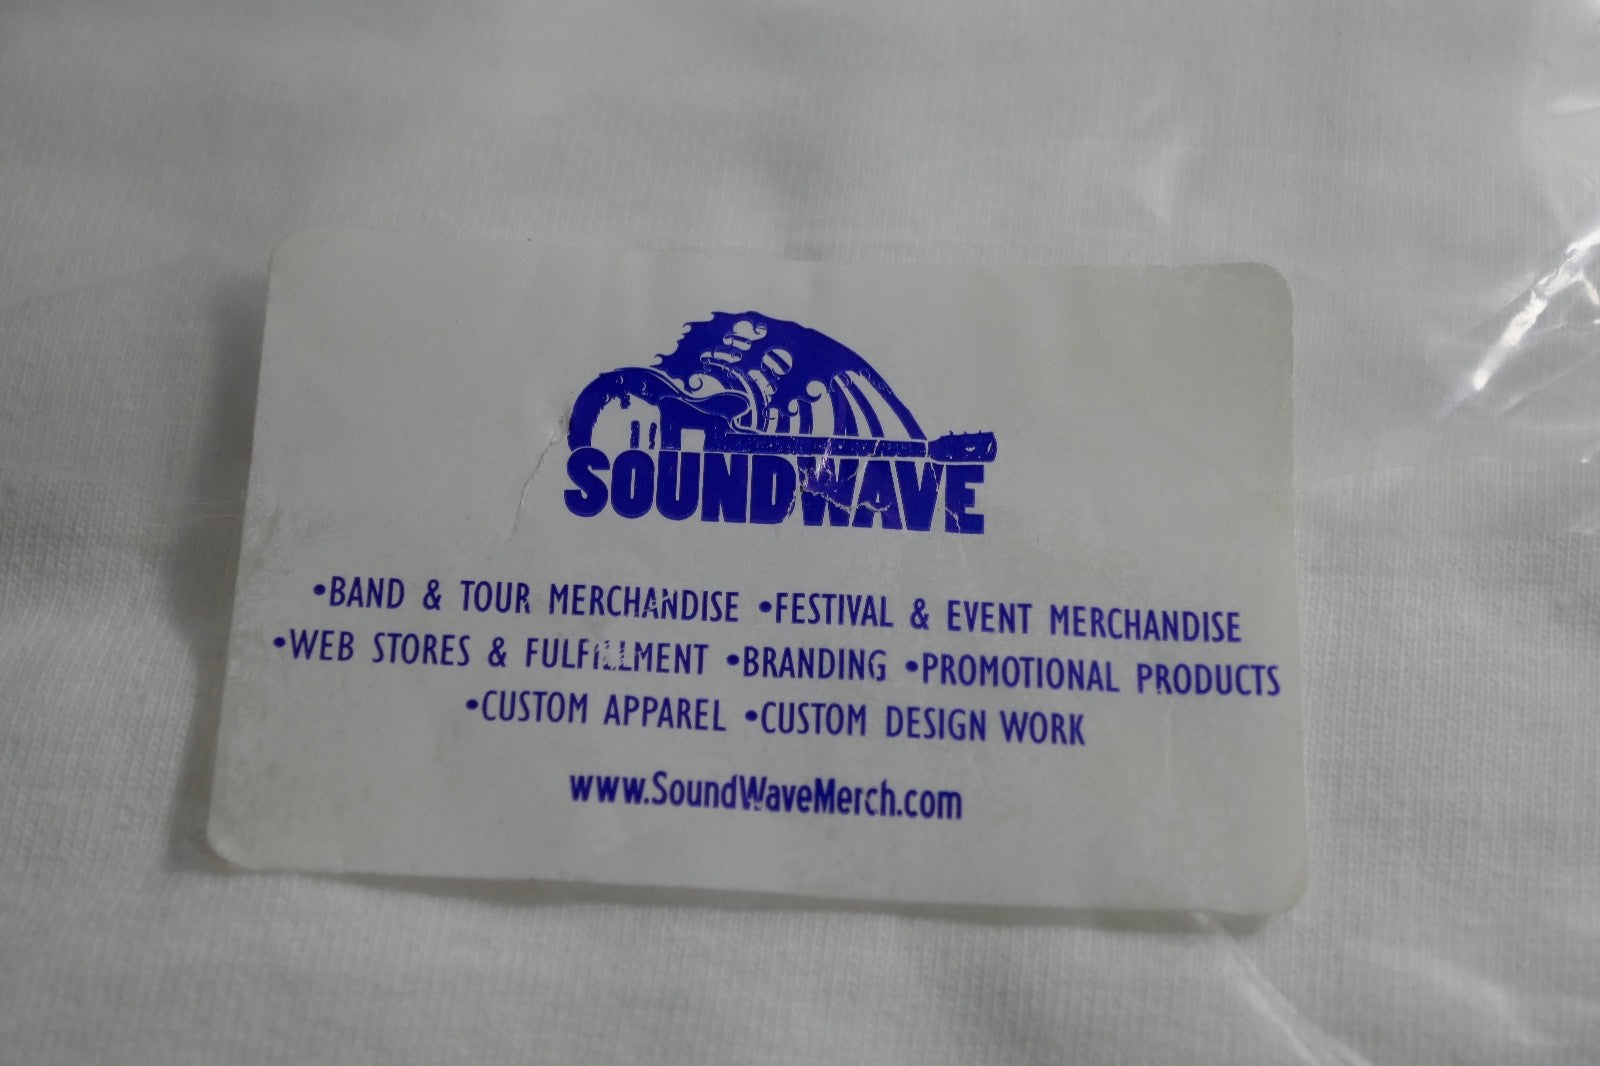 SOUNDWAVE
•BAND & TOUR MERCHANDISE •FESTIVAL & EVENT MERCHANDISE
•WEB STORES & FULFILLMENT •BRANDING •PROMOTIONAL PRODUCTS
•CUSTOM APPAREL •CUSTOM DESIGN WORK
www.SoundWaveMerch.com